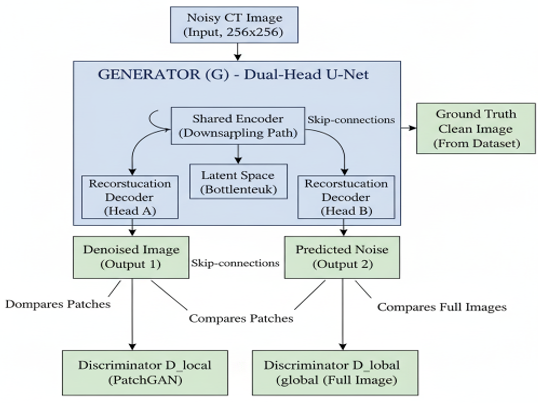 Noisy CT Image
(Input, 256x256)
GENERATOR (G) - Dual-Head U-Net
Shared Encoder
(Downsappling Path)
Skip-connections
Ground Truth
Clean Image
(From Dataset)
Latent Space
(Bottlenteuk)
Recorstucation
Decoder
(Head A)
Reconstrucation
Decoder
(Head B)
Denoised Image
(Output 1)
Skip-connections
Predicted Noise
(Output 2)
Dompares Patches
Compares Patches
Compares Full Images
Discriminator D_local
(PatchGAN)
Discriminator D_lobal
(global (Full Image)